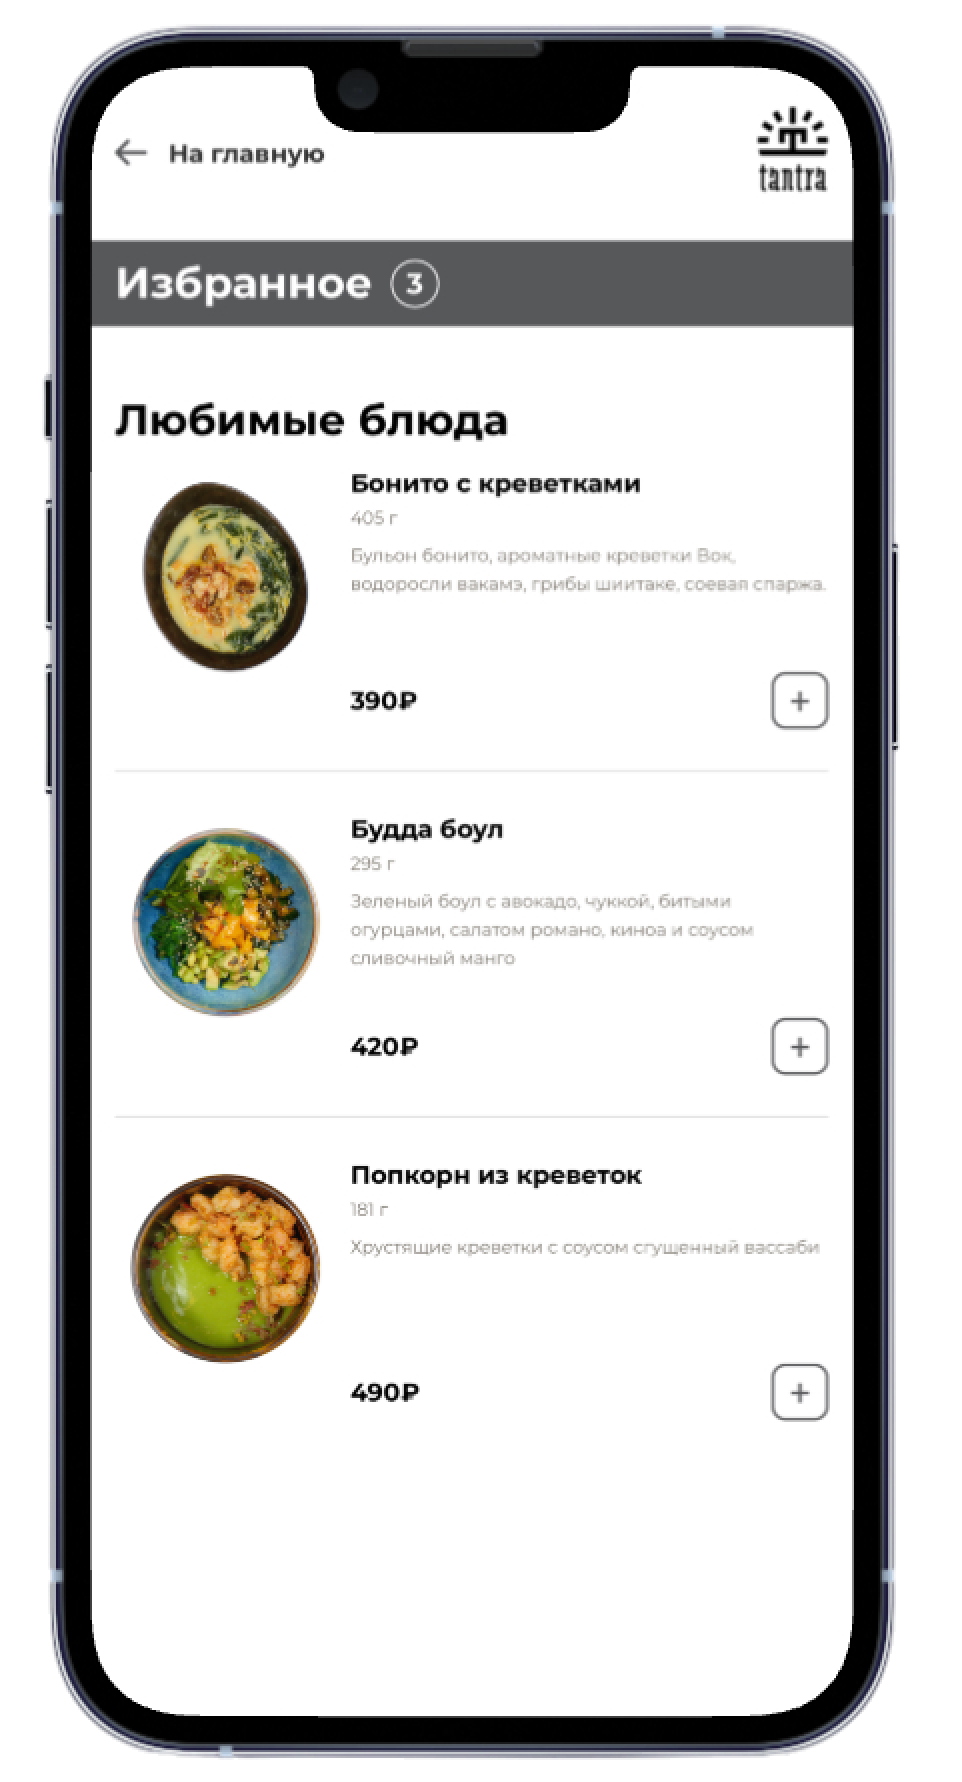 На главную
tantra
Избранное 3
Любимые блюда
Бонито с креветками
405 г
Бульон бонито, ароматные креветки Вок,
водоросли вакамэ, грибы шиитаке, соевая спаржа.
390₽
+
Будда боул
295 г
Зеленый боул с авокадо, чуккой, битыми
огурцами, салатом романо, киноа и соусом
сливочный манго
420₽
+
Попкорн из креветок
181 г
Хрустящие креветки с соусом сгущенный вассаби
490₽
+